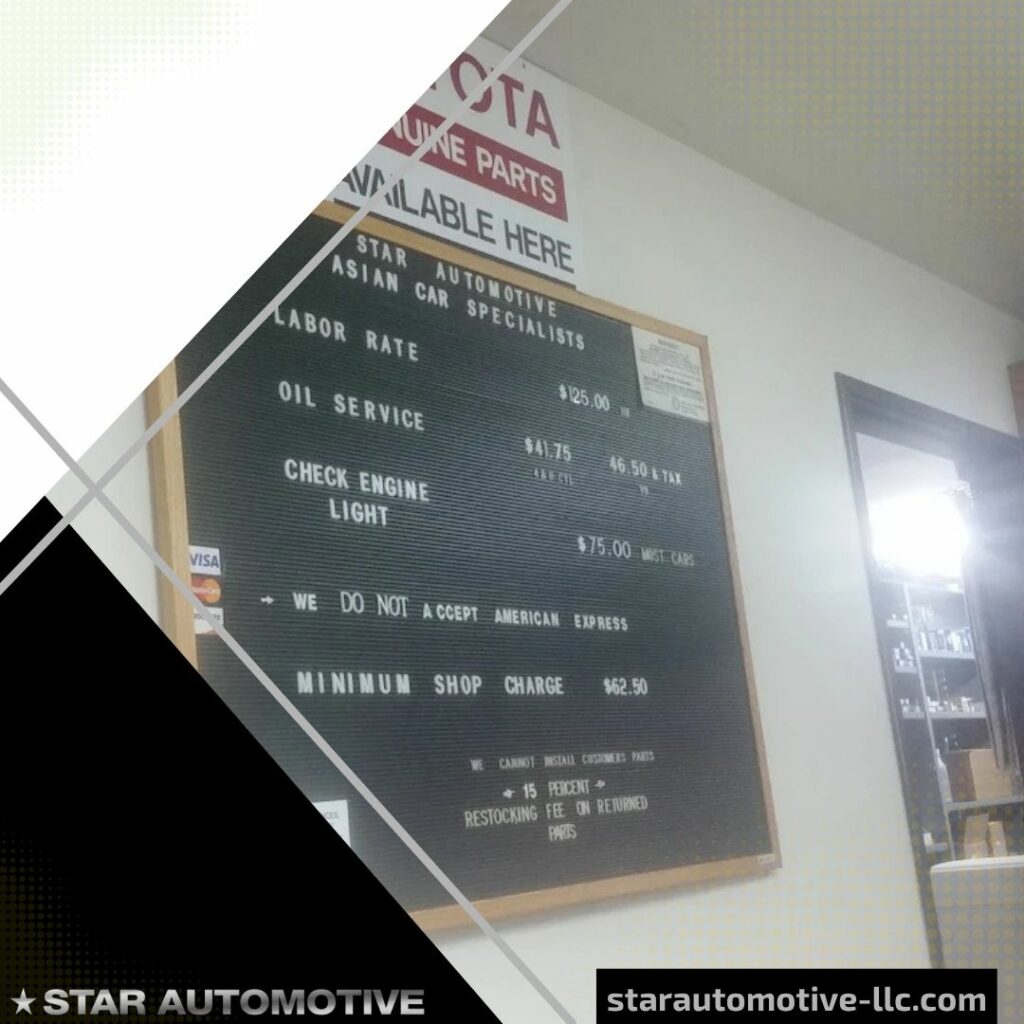 OTA
NUINE PARTS
AVAILABLE HERE
STAR AUTOMOTIVE
ASIAN CAR SPECIALISTS
LABOR RATE
$125.00 HR
OIL SERVICE
$41.75 46.50 & TAX
CHECK ENGINE
LIGHT
$75.00 MOST CARS
VISA
WE DO NOT ACCEPT AMERICAN EXPRESS
MINIMUM SHOP CHARGE $62.50
WE CANNOT INSTALL CUSTOMERS PARTS
15 PERCENT
RESTOCKING FEE ON RETURNED
PARTS
STAR AUTOMOTIVE
starautomotive-llc.com